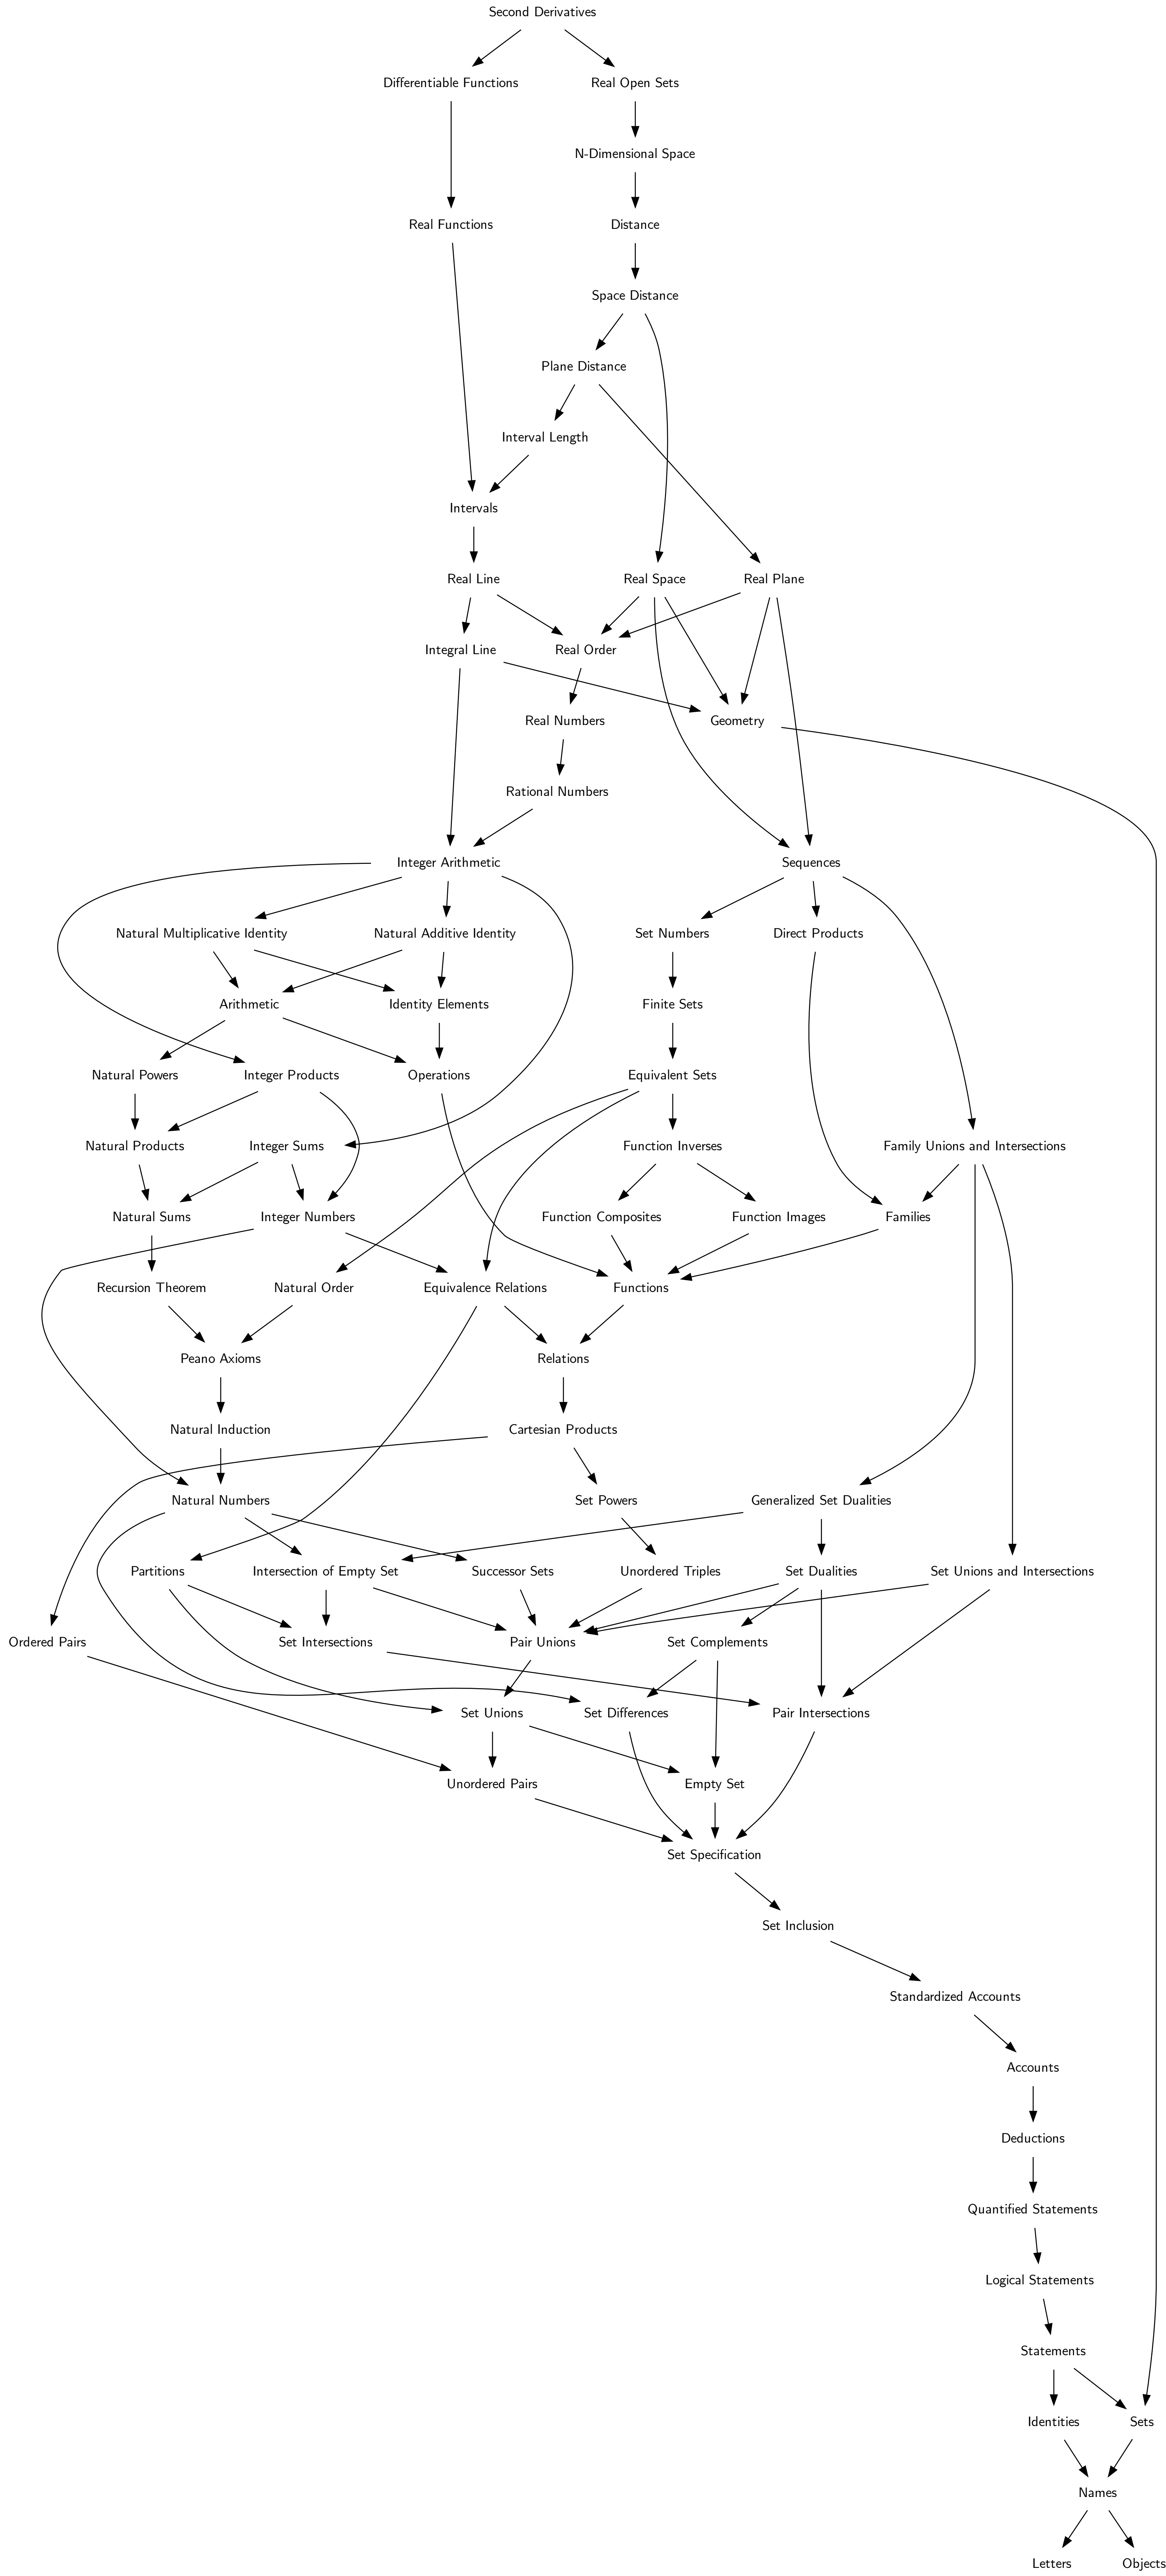 Second Derivatives
Differentiable Functions
Real Open Sets
N-Dimensional Space
Real Functions
Distance
Space Distance
Plane Distance
Interval Length
Intervals
Real Line
Real Space
Real Plane
Integral Line
Real Order
Real Numbers
Geometry
Rational Numbers
Integer Arithmetic
Sequences
Natural Multiplicative Identity
Natural Additive Identity
Set Numbers
Direct Products
Arithmetic
Identity Elements
Finite Sets
Natural Powers
Integer Products
Operations
Equivalent Sets
Natural Products
Integer Sums
Function Inverses
Family Unions and Intersections
Natural Sums
Integer Numbers
Function Composites
Function Images
Families
Recursion Theorem
Natural Order
Equivalence Relations
Functions
Peano Axioms
Relations
Natural Induction
Cartesian Products
Natural Numbers
Set Powers
Generalized Set Dualities
Partitions
Intersection of Empty Set
Successor Sets
Unordered Triples
Set Dualities
Set Unions and Intersections
Ordered Pairs
Set Intersections
Pair Unions
Set Complements
Set Unions
Set Differences
Pair Intersections
Unordered Pairs
Empty Set
Set Specification
Set Inclusion
Standardized Accounts
Accounts
Deductions
Quantified Statements
Logical Statements
Statements
Identities
Sets
Names
Letters
Objects